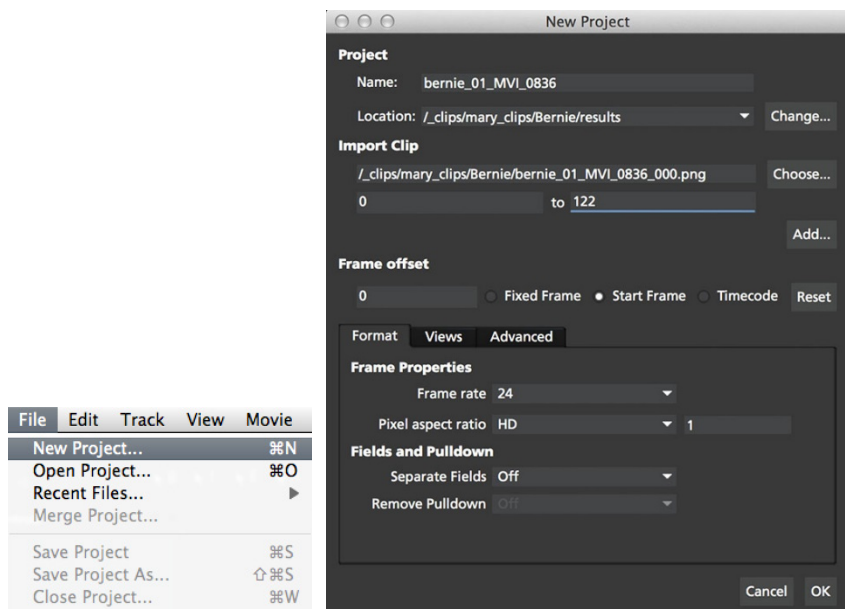 File Edit Track View Movie
New Project... ⌘N
Open Project... ⌘O
Recent Files...
Merge Project...
Save Project ⌘S
Save Project As... ⇧⌘S
Close Project... ⌘W
New Project
Project
Name: bernie_01_MVI_0836
Location: /_clips/mary_clips/Bernie/results Change...
Import Clip
/_clips/mary_clips/Bernie/bernie_01_MVI_0836_000.png Choose...
0 to 122
Add...
Frame offset
0 Fixed Frame Start Frame Timecode Reset
Format Views Advanced
Frame Properties
Frame rate 24
Pixel aspect ratio HD 1
Fields and Pulldown
Separate Fields Off
Remove Pulldown Off
Cancel OK